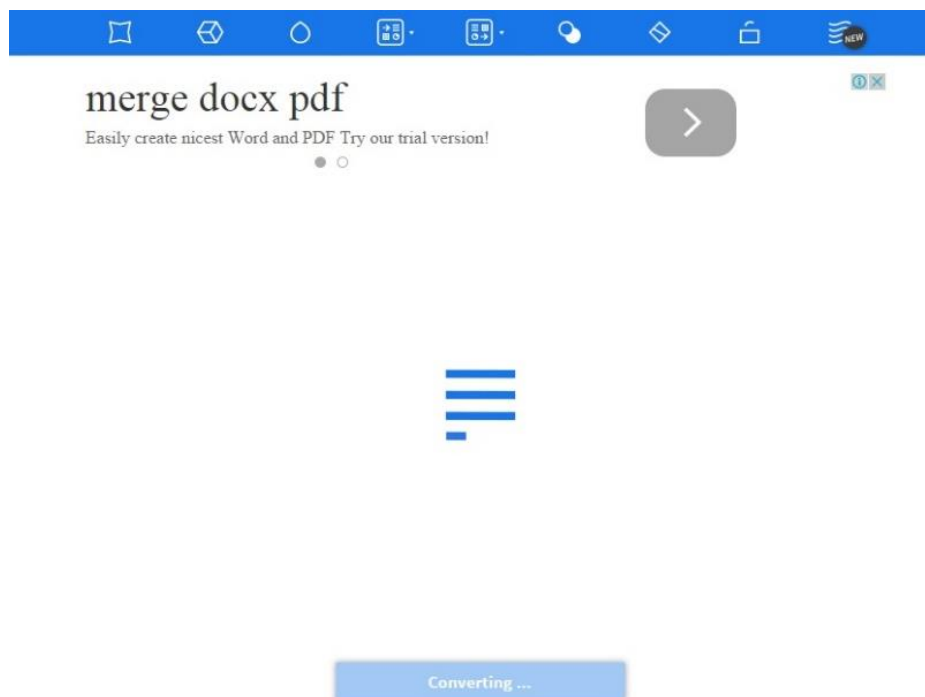 NEW
merge docx pdf
Easily create nicest Word and PDF Try our trial version!
Converting ...